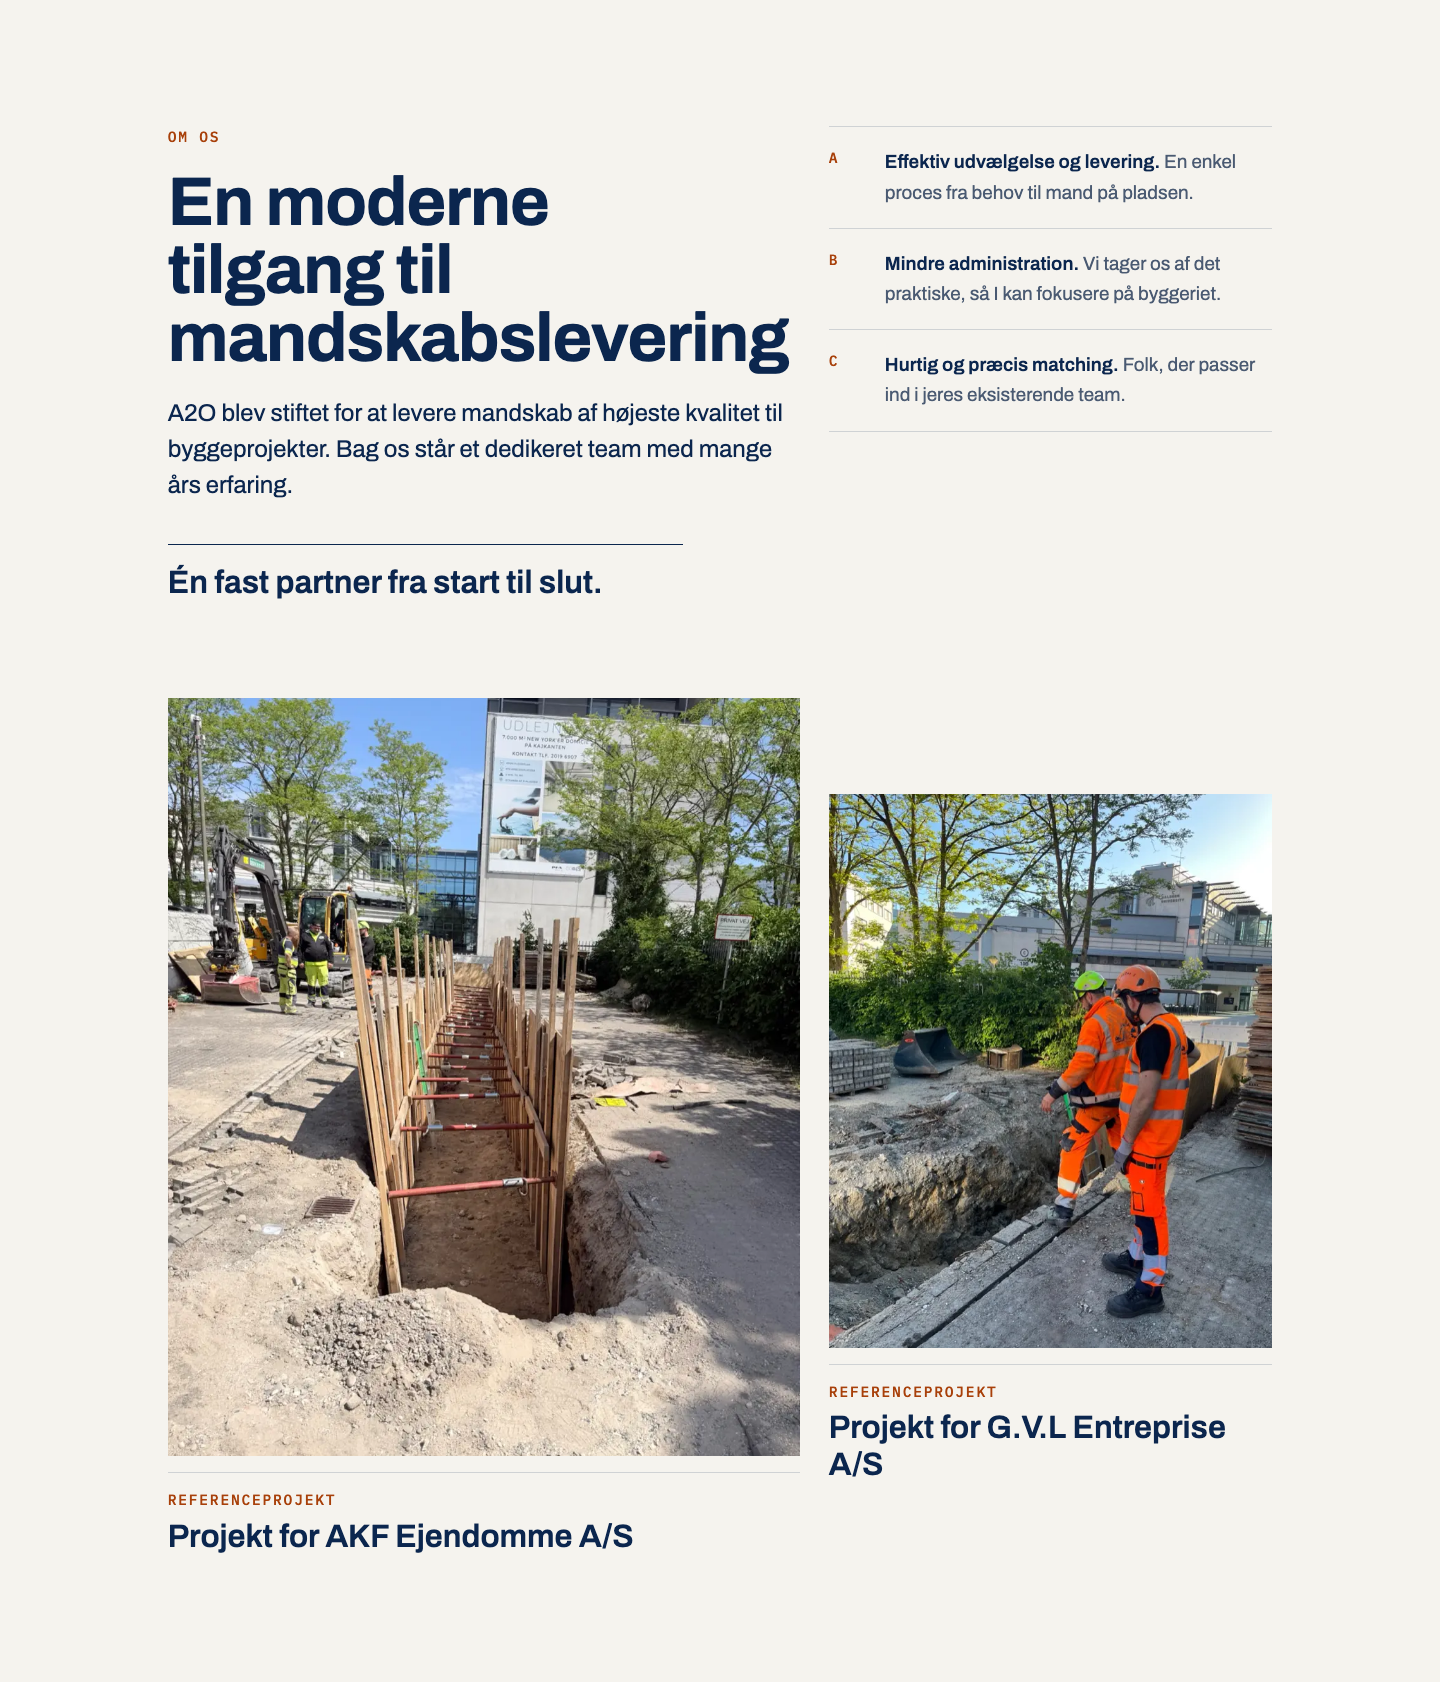 OM OS
En moderne
tilgang til
mandskabslevering
A2O blev stiftet for at levere mandskab af højeste kvalitet til
byggeprojekter. Bag os står et dedikeret team med mange
års erfaring.
Én fast partner fra start til slut.
A
Effektiv udvælgelse og levering. En enkel
proces fra behov til mand på pladsen.
B
Mindre administration. Vi tager os af det
praktiske, så I kan fokusere på byggeriet.
C
Hurtig og præcis matching. Folk, der passer
ind i jeres eksisterende team.
PÅ KAJKANTEN
PRIVAT VEJ
REFERENCEPROJEKT
Projekt for AKF Ejendomme A/S
REFERENCEPROJEKT
Projekt for G.V.L Entreprise
A/S